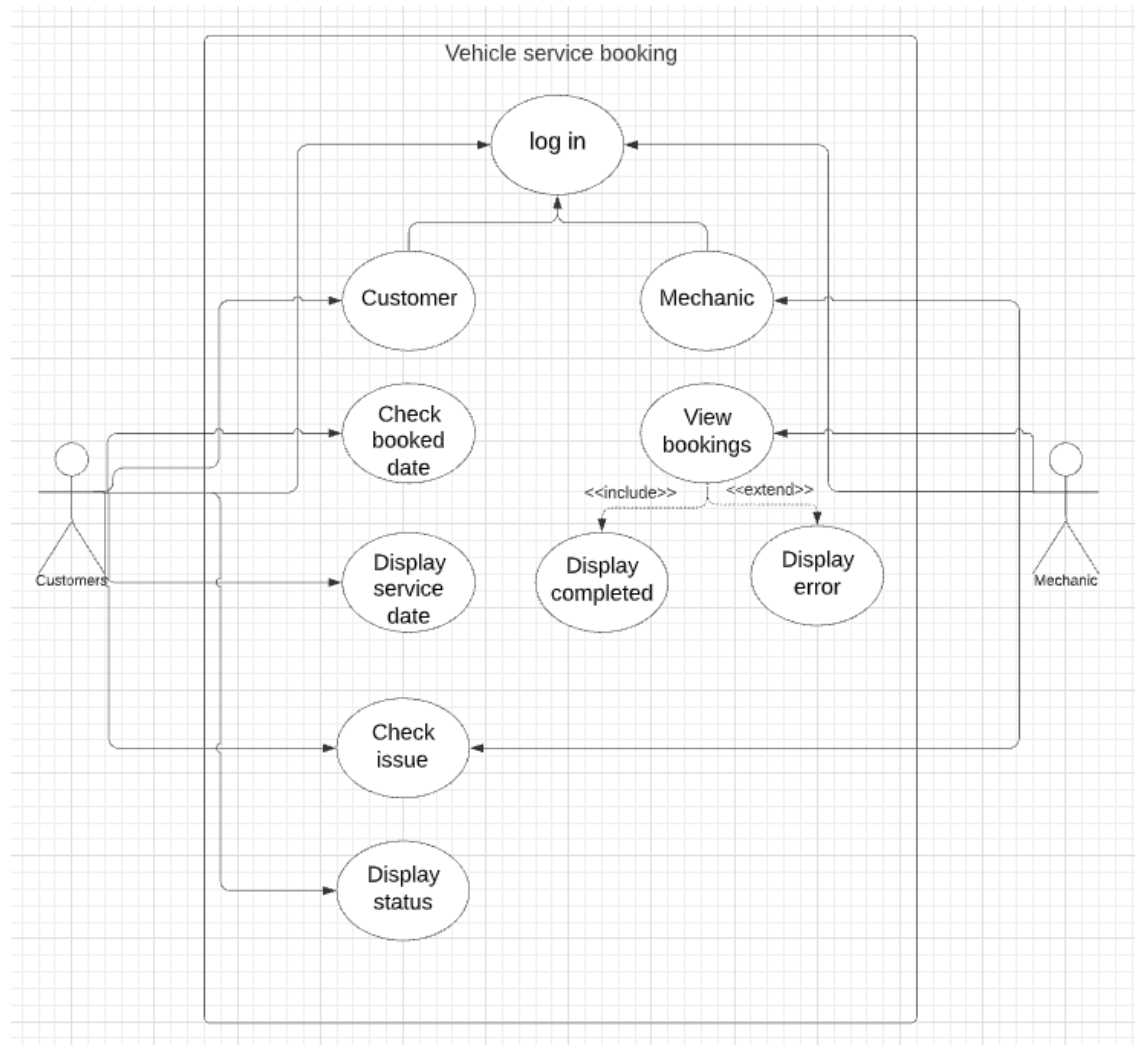 Vehicle service booking
log in
Customer
Mechanic
Check
booked
date
View
bookings
<<include>>
<<extend>>
Display
service
date
Display
completed
Display
error
Customers
Mechanic
Check
issue
Display
status